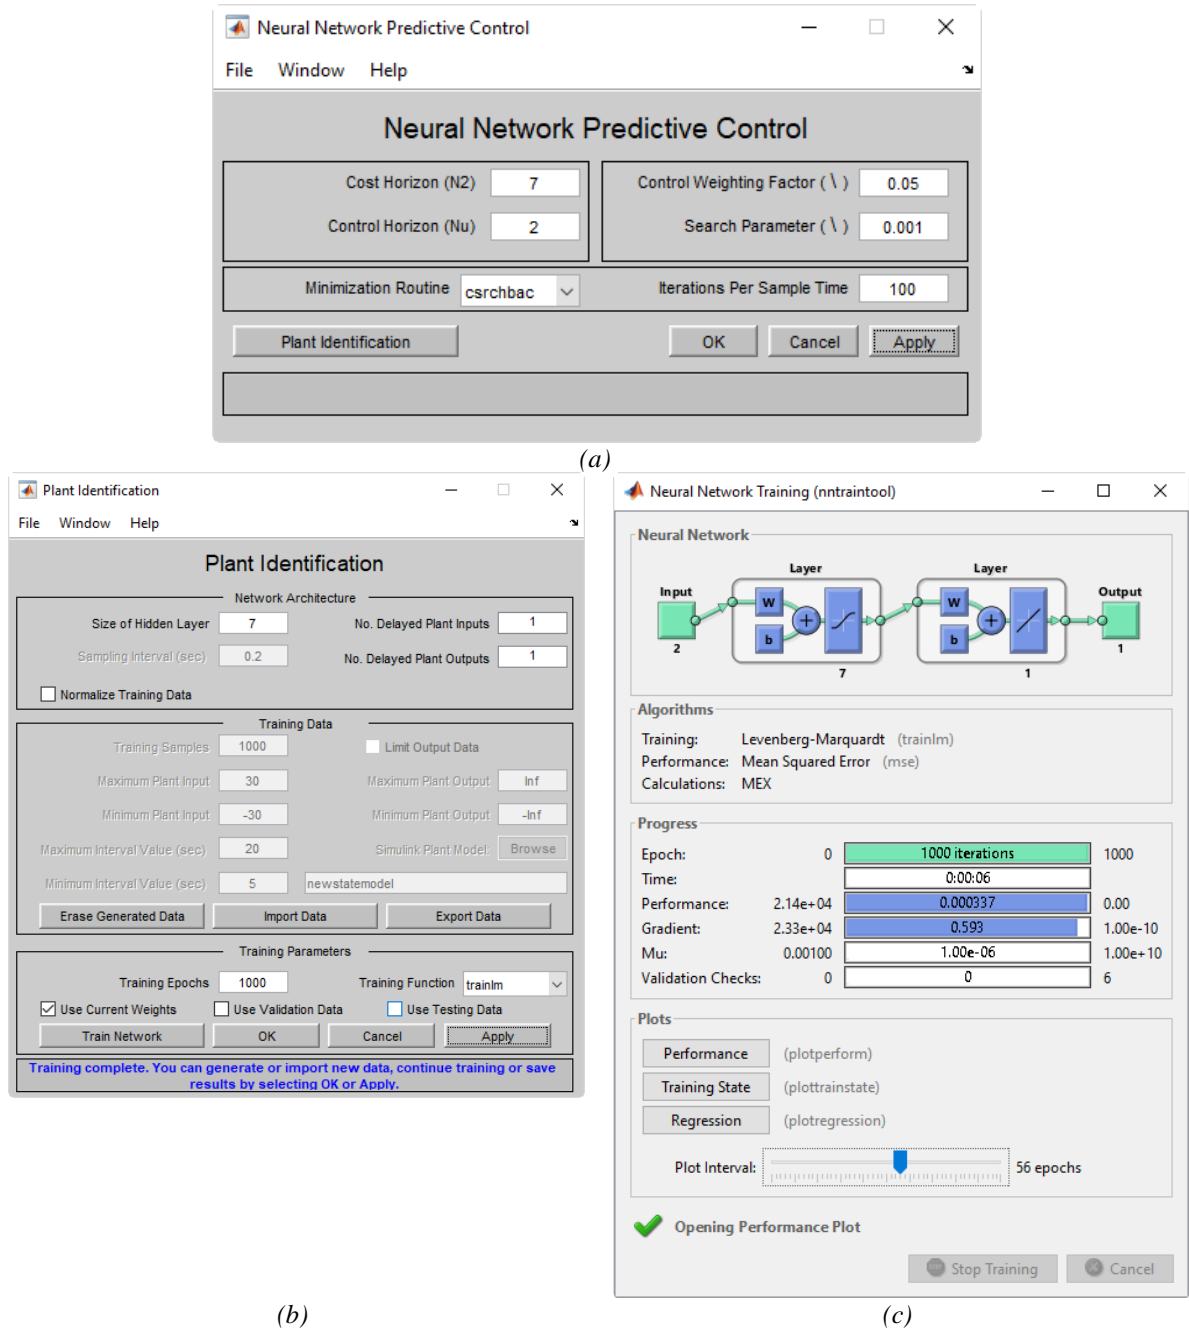 Neural Network Predictive Control
File Window Help
Neural Network Predictive Control
Cost Horizon (N2) 7 Control Weighting Factor ( \ ) 0.05
Control Horizon (Nu) 2 Search Parameter ( \ ) 0.001
Minimization Routine csrchbac Iterations Per Sample Time 100
Plant Identification OK Cancel Apply
(a)
Plant Identification
File Window Help
Plant Identification
Network Architecture
Size of Hidden Layer 7 No. Delayed Plant Inputs 1
Sampling Interval (sec) 0.2 No. Delayed Plant Outputs 1
Normalize Training Data
Training Data
Training Samples 1000 Limit Output Data
Maximum Plant Input 30 Maximum Plant Output Inf
Minimum Plant Input -30 Minimum Plant Output -Inf
Maximum Interval Value (sec) 20 Simulink Plant Model: Browse
Minimum Interval Value (sec) 5 newstatemodel
Erase Generated Data Import Data Export Data
Training Parameters
Training Epochs 1000 Training Function trainlm
Use Current Weights Use Validation Data Use Testing Data
Train Network OK Cancel Apply
Training complete. You can generate or import new data, continue training or save
results by selecting OK or Apply.
(b)
Neural Network Training (nntraintool)
Neural Network
Layer Layer
Input Output
W W
b b
2 7 1 1
Algorithms
Training: Levenberg-Marquardt (trainlm)
Performance: Mean Squared Error (mse)
Calculations: MEX
Progress
Epoch: 0 1000 iterations 1000
Time: 0:00:06
Performance: 2.14e+04 0.000337 0.00
Gradient: 2.33e+04 0.593 1.00e-10
Mu: 0.00100 1.00e-06 1.00e+10
Validation Checks: 0 0 6
Plots
Performance (plotperform)
Training State (plottrainstate)
Regression (plotregression)
Plot Interval: 56 epochs
Opening Performance Plot
Stop Training Cancel
(c)